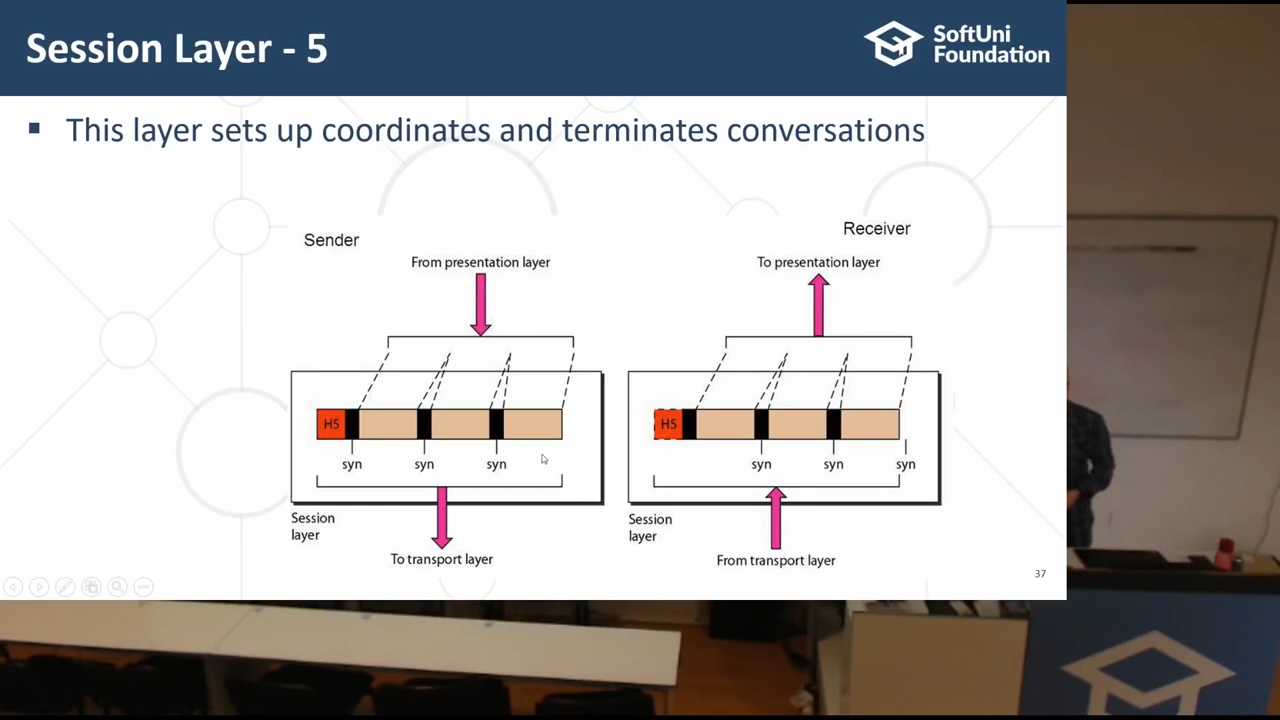 Session Layer - 5
SoftUni
Foundation
▪ This layer sets up coordinates and terminates conversations
Sender
Receiver
From presentation layer
To presentation layer
H5
H5
syn
syn
syn
syn
syn
syn
Session
layer
Session
layer
To transport layer
From transport layer
37